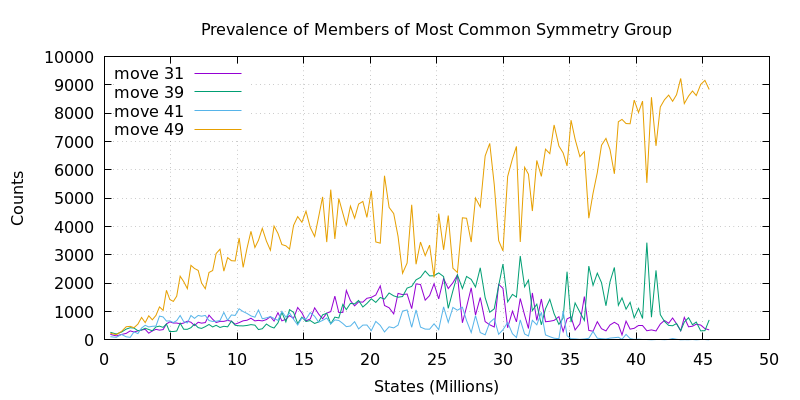 Prevalence of Members of Most Common Symmetry Group
10000
9000
8000
7000
6000
5000
4000
3000
2000
1000
0
Counts
move 31
move 39
move 41
move 49
0 5 10 15 20 25 30 35 40 45 50
States (Millions)